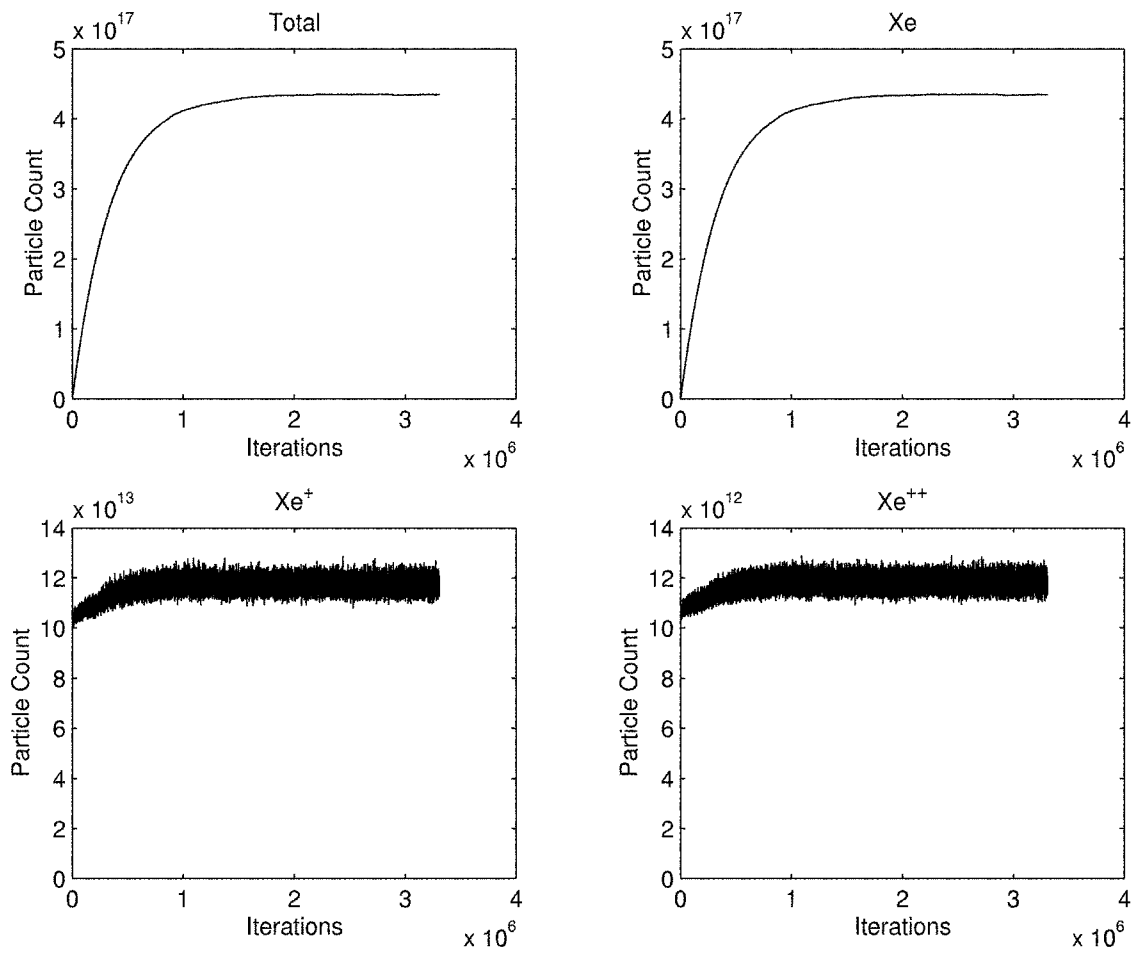 Total
x 10^17
Particle Count
5
4
3
2
1
0
0 1 2 3 4
Iterations
x 10^6
Xe
x 10^17
Particle Count
5
4
3
2
1
0
0 1 2 3 4
Iterations
x 10^6
Xe^+
x 10^13
Particle Count
14
12
10
8
6
4
2
0
0 1 2 3 4
Iterations
x 10^6
Xe^++
x 10^12
Particle Count
14
12
10
8
6
4
2
0
0 1 2 3 4
Iterations
x 10^6